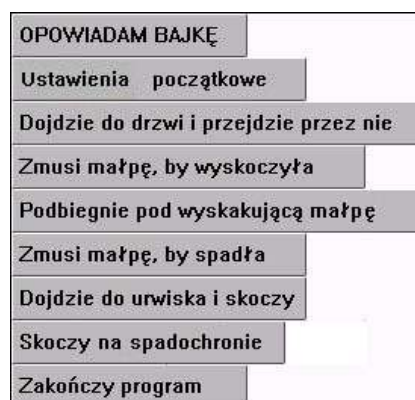 OPOWIADAM BAJKĘ
Ustawienia początkowe
Dojdzie do drzwi i przejdzie przez nie
Zmusi małpę, by wyskoczyła
Podbiegnie pod wyskakującą małpę
Zmusi małpę, by spadła
Dojdzie do urwiska i skoczy
Skoczy na spadochronie
Zakończy program